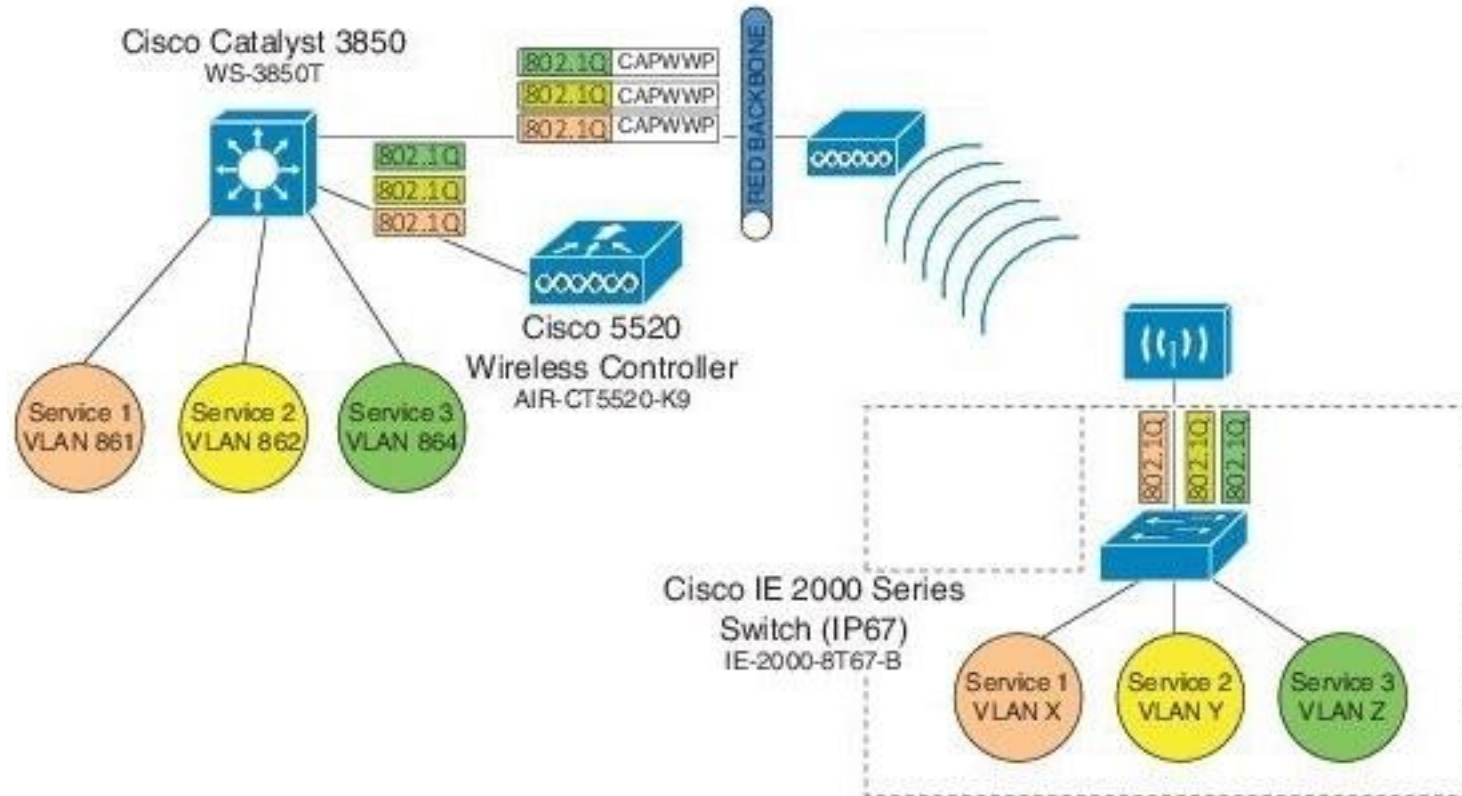 Cisco Catalyst 3850
WS-3850T
802.1Q CAPWWP
802.1Q CAPWWP
802.1Q CAPWWP
RED BACKBONE
802.1Q
802.1Q
802.1Q
Cisco 5520
Wireless Controller
AIR-CT5520-K9
Service 1
VLAN 861
Service 2
VLAN 862
Service 3
VLAN 864
802.1Q
802.1Q
802.1Q
Cisco IE 2000 Series
Switch (IP67)
IE-2000-8T67-B
Service 1
VLAN X
Service 2
VLAN Y
Service 3
VLAN Z